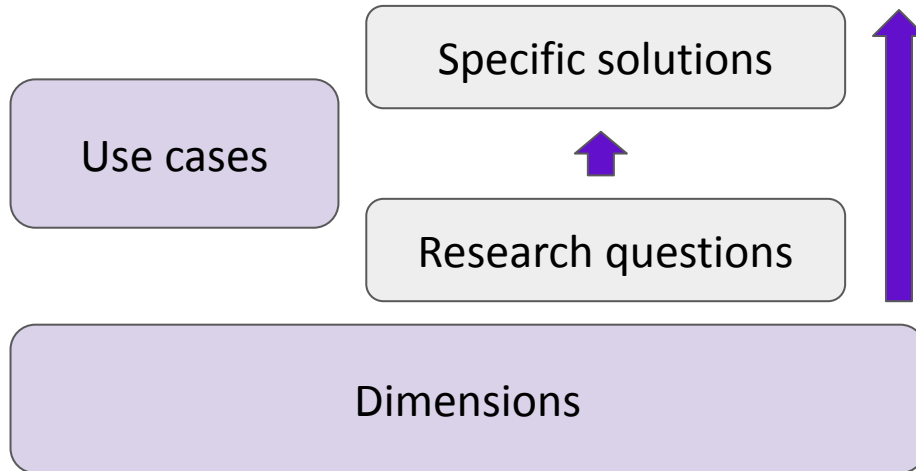 Specific solutions
Use cases
Research questions
Dimensions